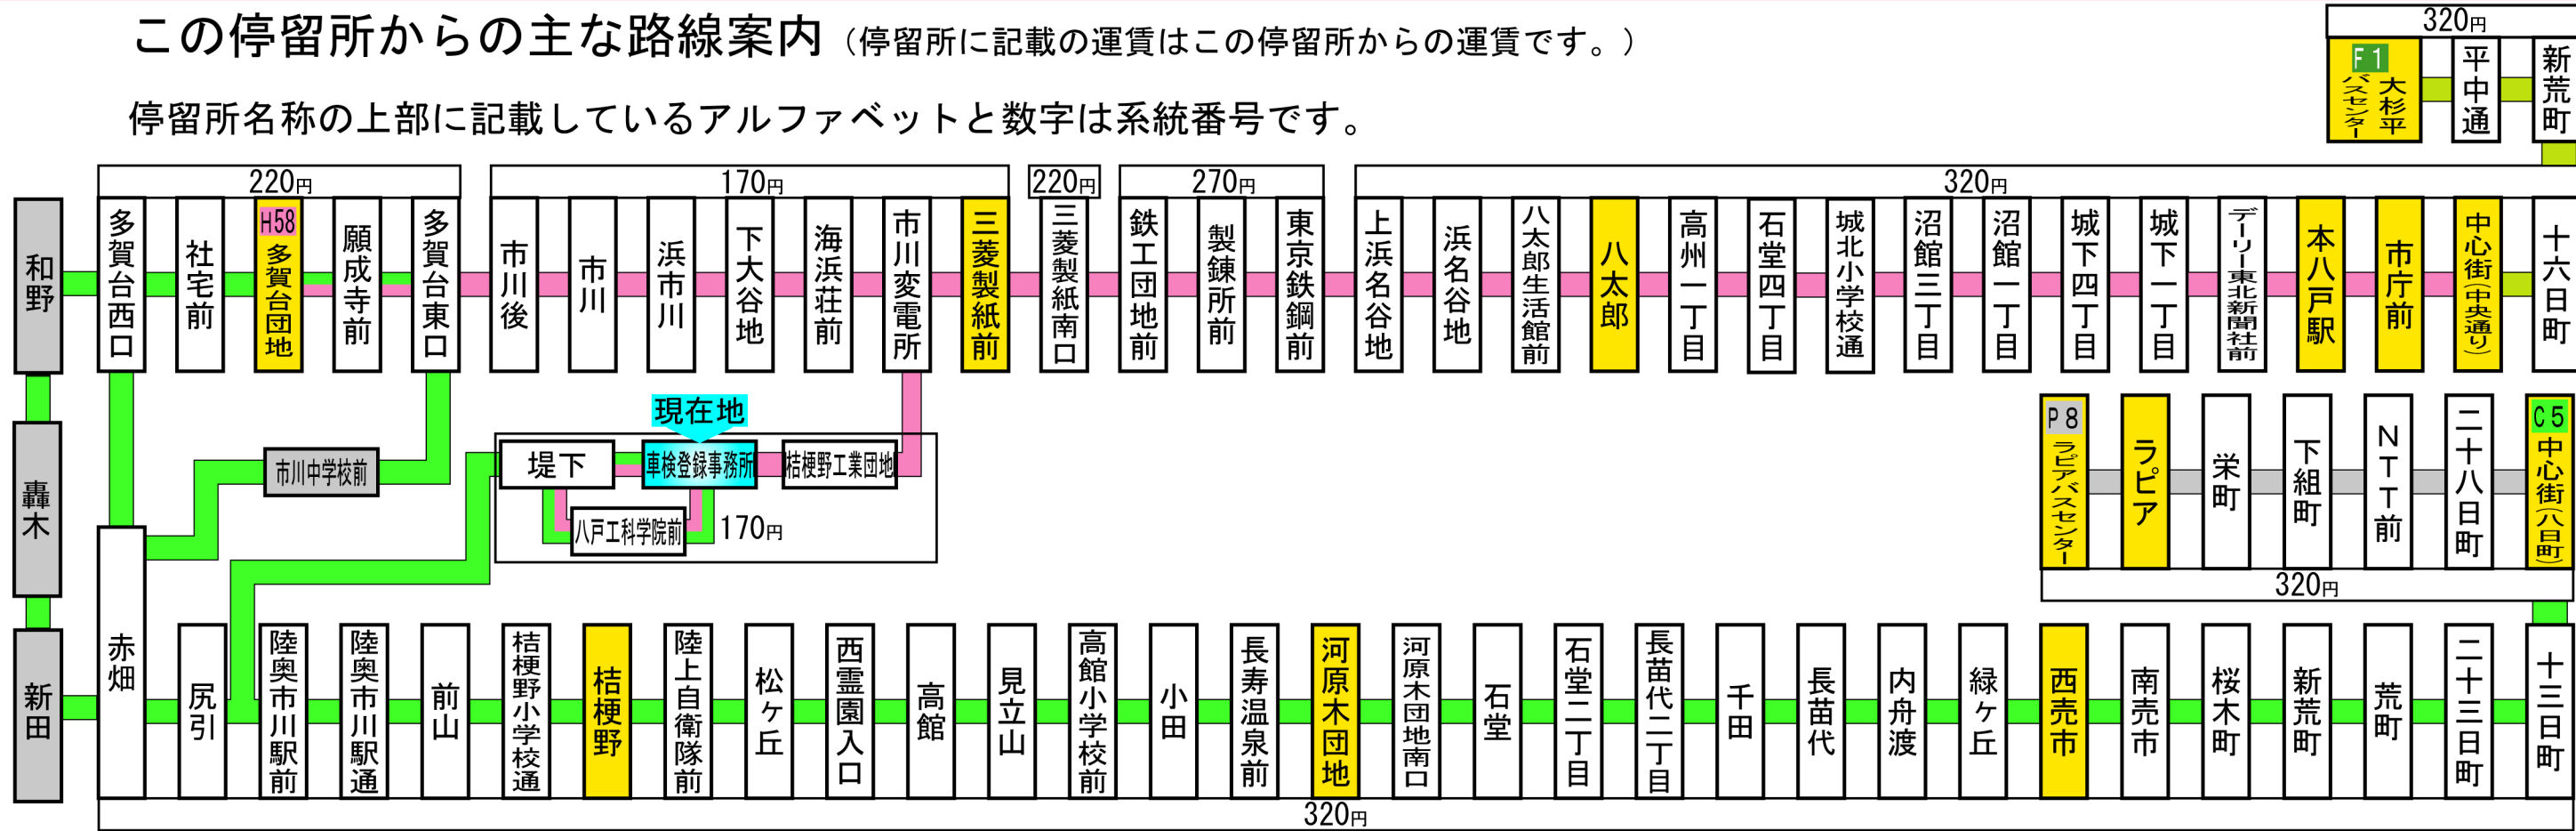 この停留所からの主な路線案内（停留所に記載の運賃はこの停留所からの運賃です。）
停留所名称の上部に記載しているアルファベットと数字は系統番号です。
320円
F1
大杉平
バスセンター
平中通
新荒町
220円
170円
220円
270円
320円
和野
多賀台西口
社宅前
H58
多賀台団地
願成寺前
多賀台東口
市川後
市川
浜市川
下大谷地
海浜荘前
市川変電所
三菱製紙前
三菱製紙南口
鉄工団地前
製錬所前
東京鉄鋼前
上浜名谷地
浜名谷地
八太郎生活館前
八太郎
高州一丁目
石堂四丁目
城北小学校通
沼館三丁目
沼館一丁目
城下四丁目
城下一丁目
デーリー東北新聞社前
本八戸駅
市庁前
中心街(中央通り)
十六日町
現在地
堤下
車検登録事務所
桔梗野工業団地
八戸工科学院前
170円
市川中学校前
轟木
P8
ラピアバスセンター
ラピア
栄町
下組町
NTT前
二十八日町
C5
中心街(八日町)
320円
新田
赤畑
尻引
陸奥市川駅前
陸奥市川駅通
前山
桔梗野小学校通
桔梗野
陸上自衛隊前
松ヶ丘
西霊園入口
高館
見立山
高館小学校前
小田
長寿温泉前
河原木団地
河原木団地南口
石堂
石堂二丁目
長苗代二丁目
千田
長苗代
内舟渡
緑ヶ丘
西売市
南売市
桜木町
新荒町
荒町
二十三日町
十三日町
320円